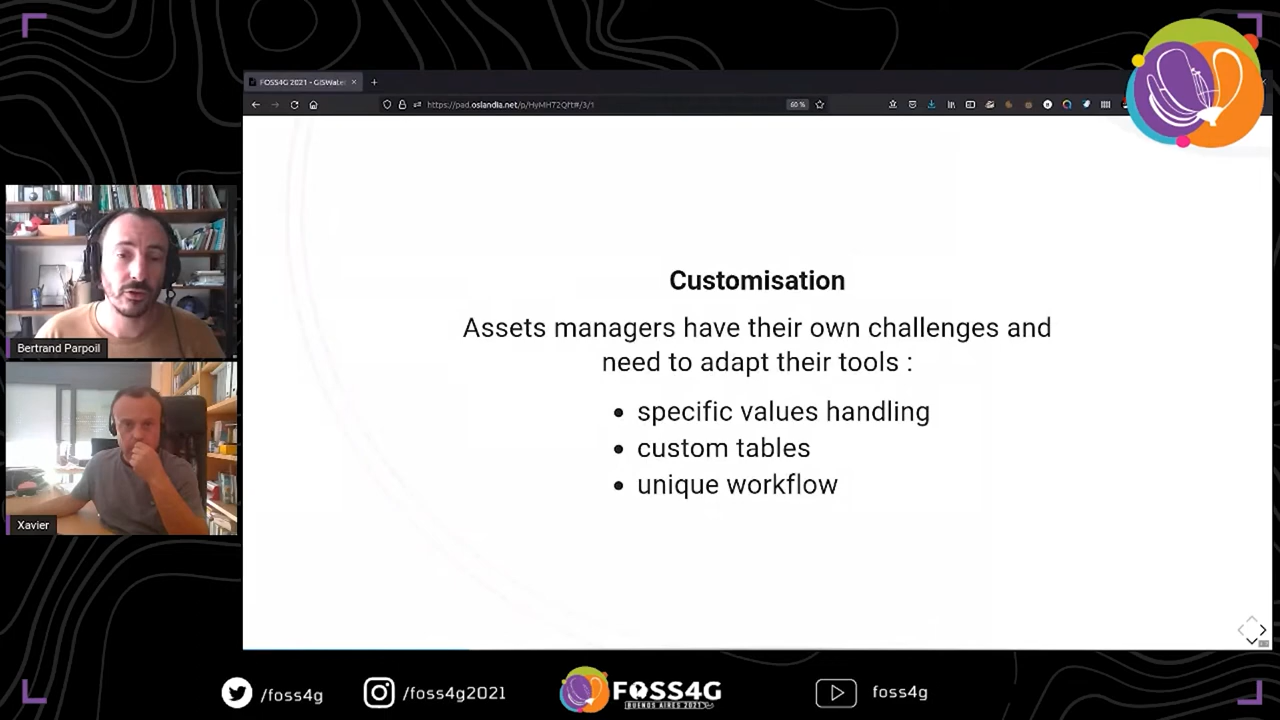 FOSS4G 2021 - GISWate
https://pad.oslandia.net/p/HyMH72Qft#/3/1
60 %
Customisation
Assets managers have their own challenges and
need to adapt their tools :
• specific values handling
• custom tables
• unique workflow
Bertrand Parpoil
Xavier
/foss4g
/foss4g2021
FOSS4G
BUENOS AIRES 2021
foss4g